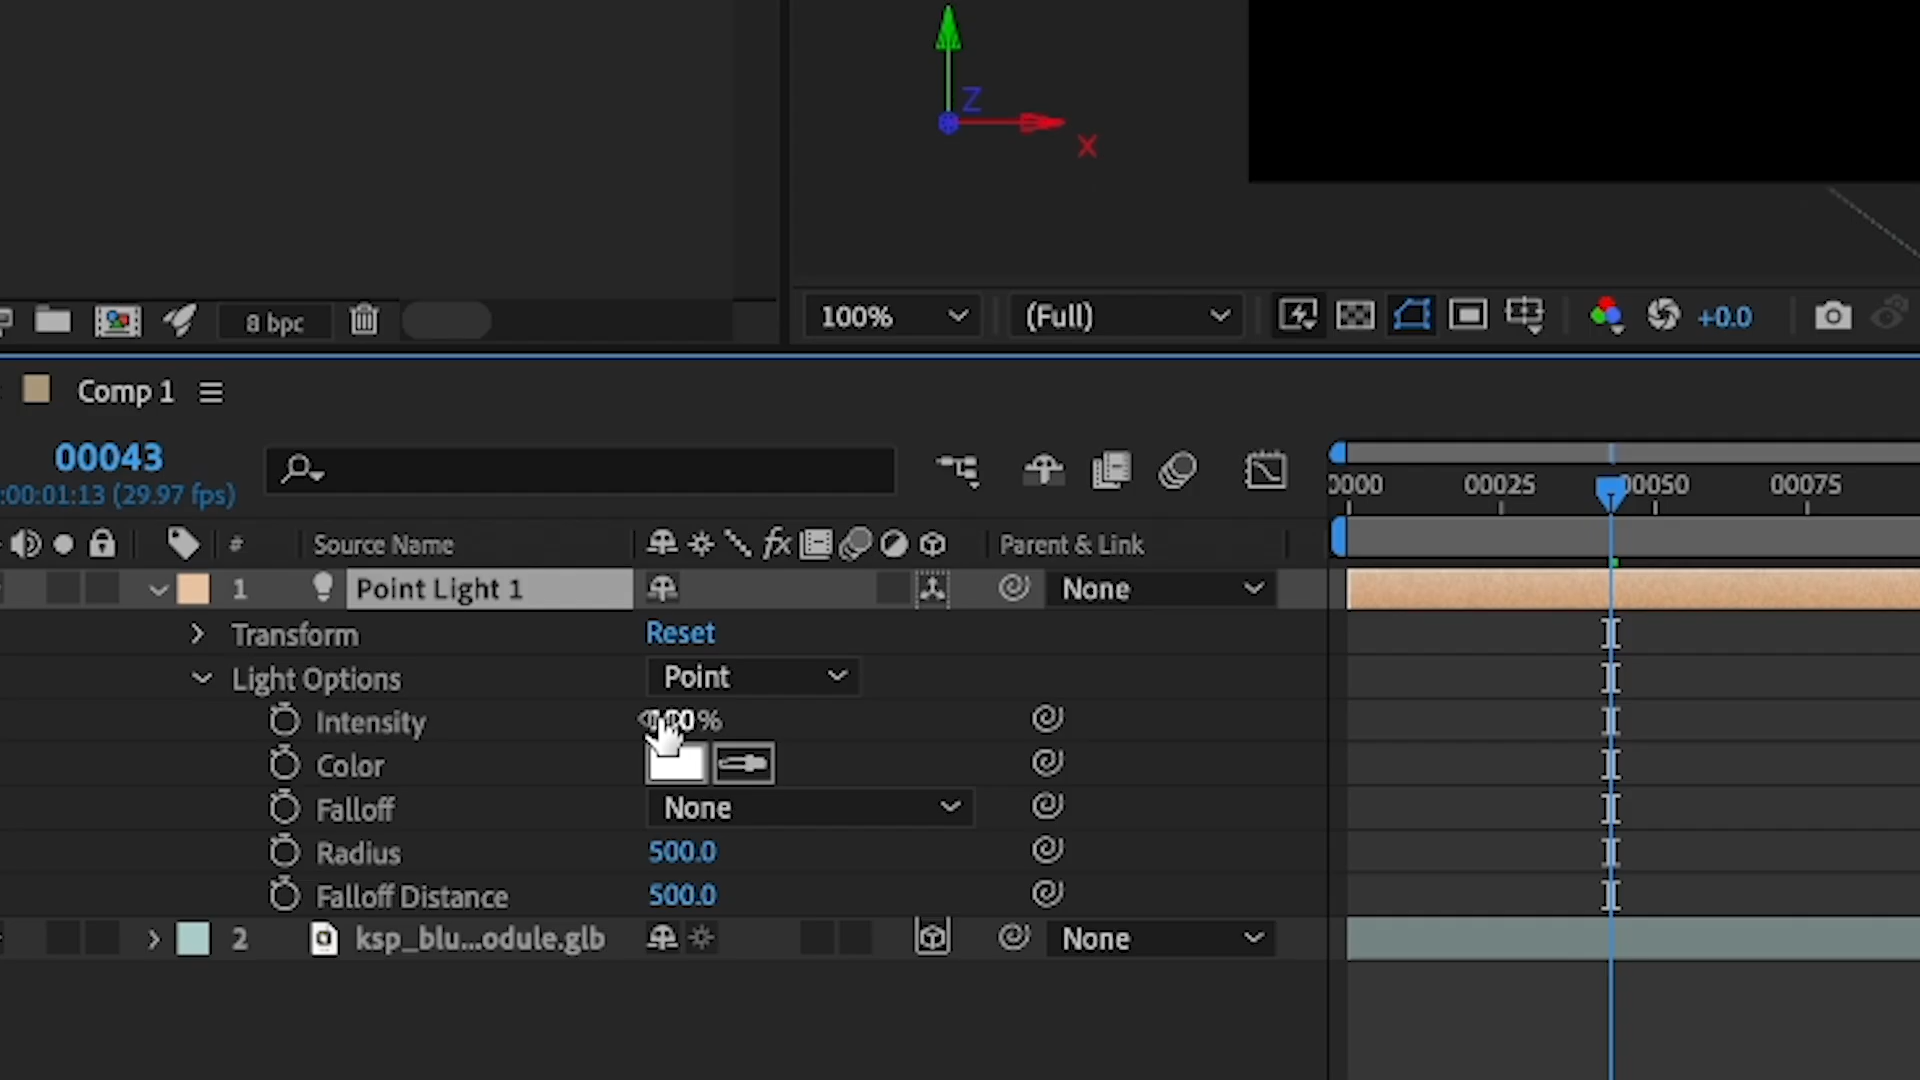 Z
X
8 bpc
100%
(Full)
+0.0
Comp 1
00043
:00:01:13 (29.97 fps)
0000 00025 00050 00075
# Source Name fx Parent & Link
1 Point Light 1 None
Transform Reset
Light Options Point
Intensity %
Color
Falloff None
Radius 500.0
Falloff Distance 500.0
2 ksp_blu...odule.glb None